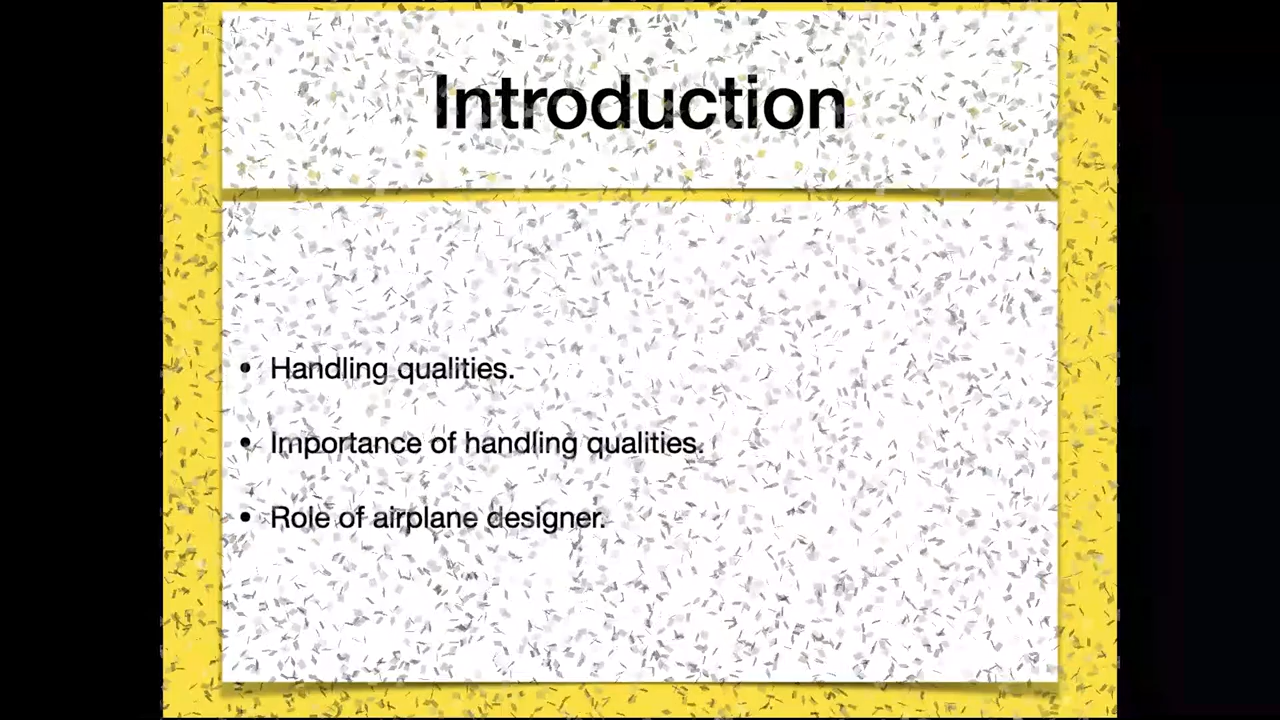 Introduction
• Handling qualities.
• Importance of handling qualities.
• Role of airplane designer.